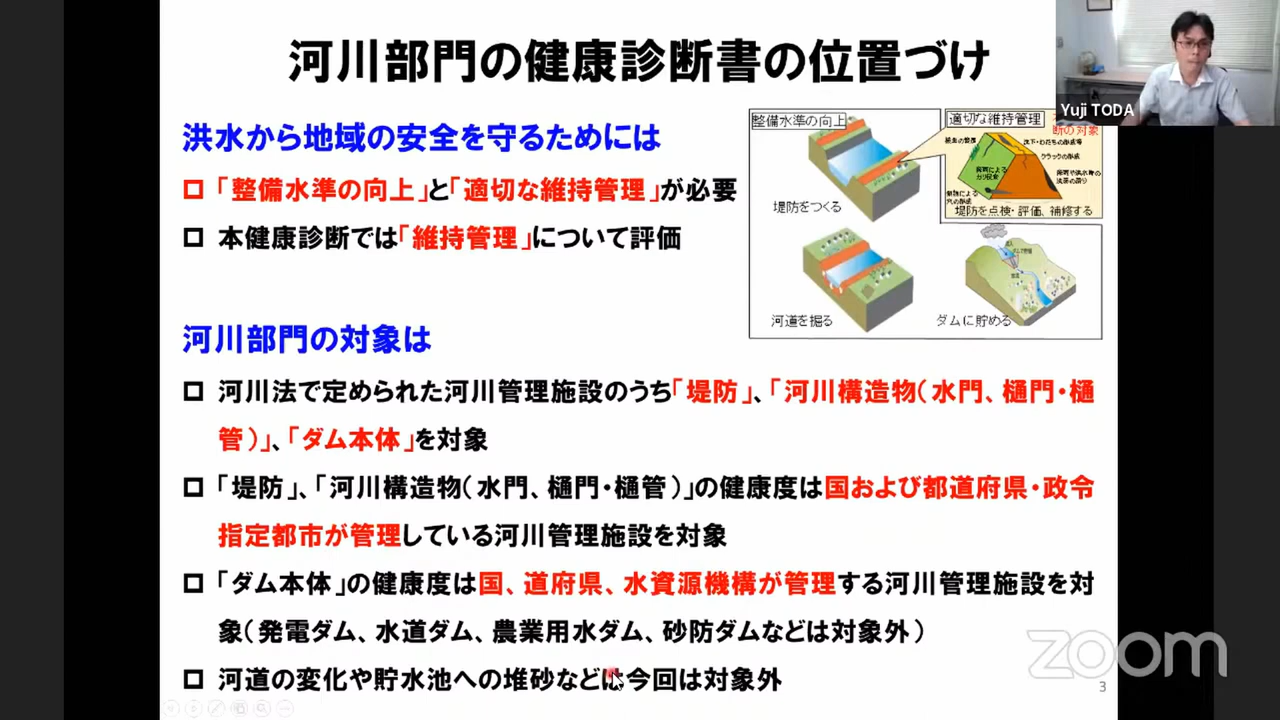 河川部門の健康診断書の位置づけ
Yuji TODA
洪水から地域の安全を守るためには
□ 「整備水準の向上」と「適切な維持管理」が必要
□ 本健康診断では「維持管理」について評価
整備水準の向上
適切な維持管理
断の対象
クラックの形成
堤防をつくる
堤防を点検・評価、補修する
河道を掘る
ダムに貯める
河川部門の対象は
□ 河川法で定められた河川管理施設のうち「堤防」、「河川構造物(水門、樋門・樋
管)」、「ダム本体」を対象
□ 「堤防」、「河川構造物(水門、樋門・樋管)」の健康度は国および都道府県・政令
指定都市が管理している河川管理施設を対象
□ 「ダム本体」の健康度は国、道府県、水資源機構が管理する河川管理施設を対
象(発電ダム、水道ダム、農業用水ダム、砂防ダムなどは対象外)
□ 河道の変化や貯水池への堆砂などは今回は対象外
zoom
3